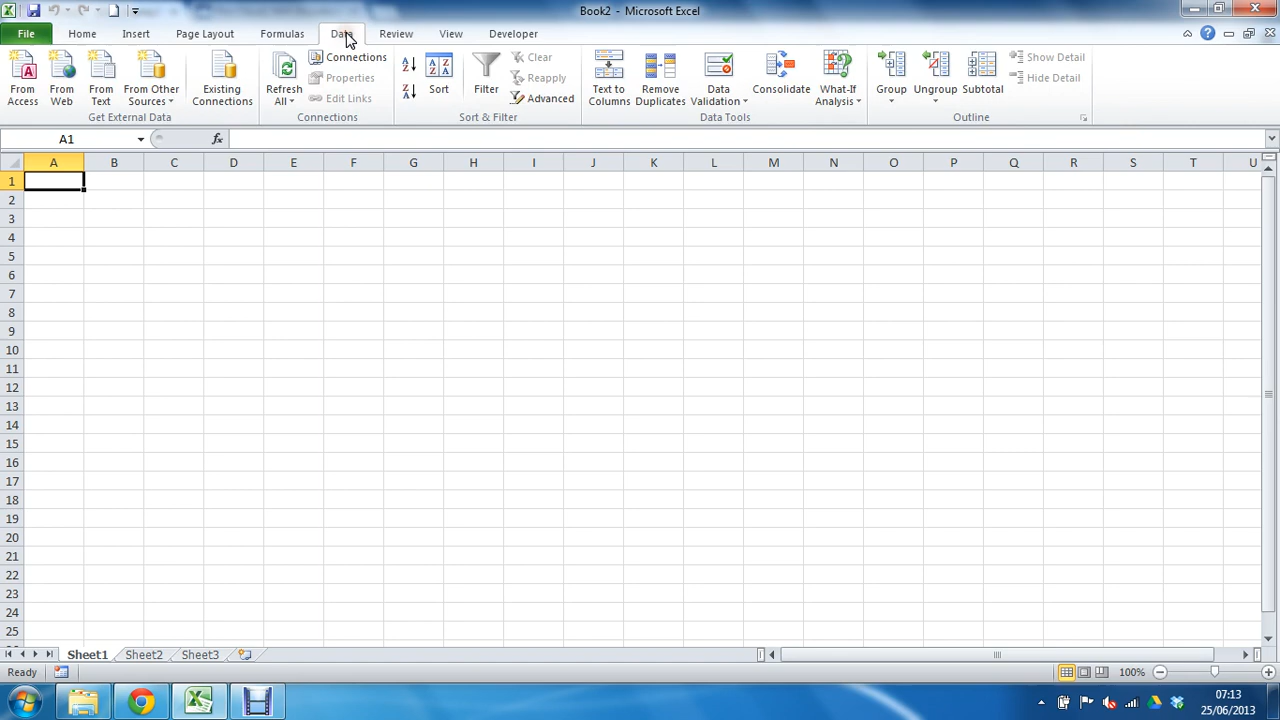 Book2 - Microsoft Excel
File Home Insert Page Layout Formulas Data Review View Developer
From Access
From Web
From Text
From Other Sources
Existing Connections
Get External Data
Refresh All
Connections
Properties
Edit Links
Connections
Sort
Filter
Clear
Reapply
Advanced
Sort & Filter
Text to Columns
Remove Duplicates
Data Validation
Consolidate
What-If Analysis
Data Tools
Group
Ungroup
Subtotal
Show Detail
Hide Detail
Outline
A1 fx
A B C D E F G H I J K L M N O P Q R S T U
1
2
3
4
5
6
7
8
9
10
11
12
13
14
15
16
17
18
19
20
21
22
23
24
25
Sheet1 Sheet2 Sheet3
Ready 100%
07:13
25/06/2013